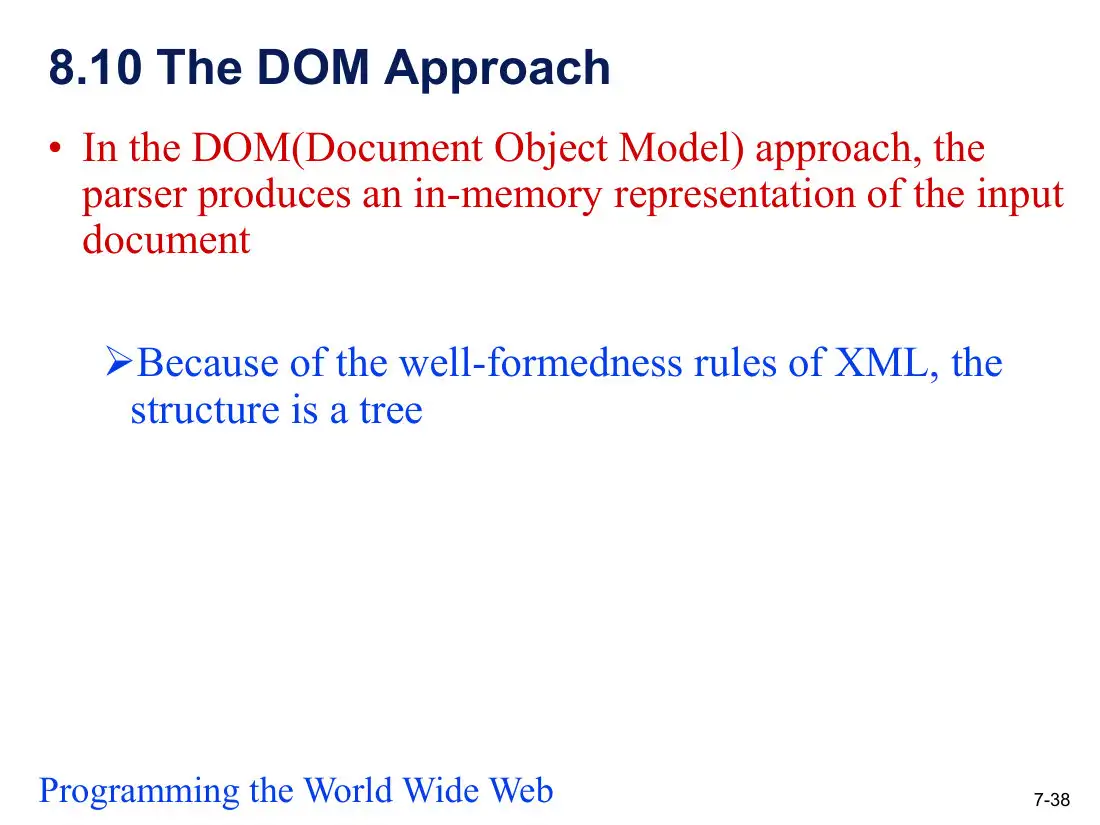 8.10 The DOM Approach
• In the DOM(Document Object Model) approach, the
parser produces an in-memory representation of the input
document
➢Because of the well-formedness rules of XML, the
structure is a tree
Programming the World Wide Web
7-38